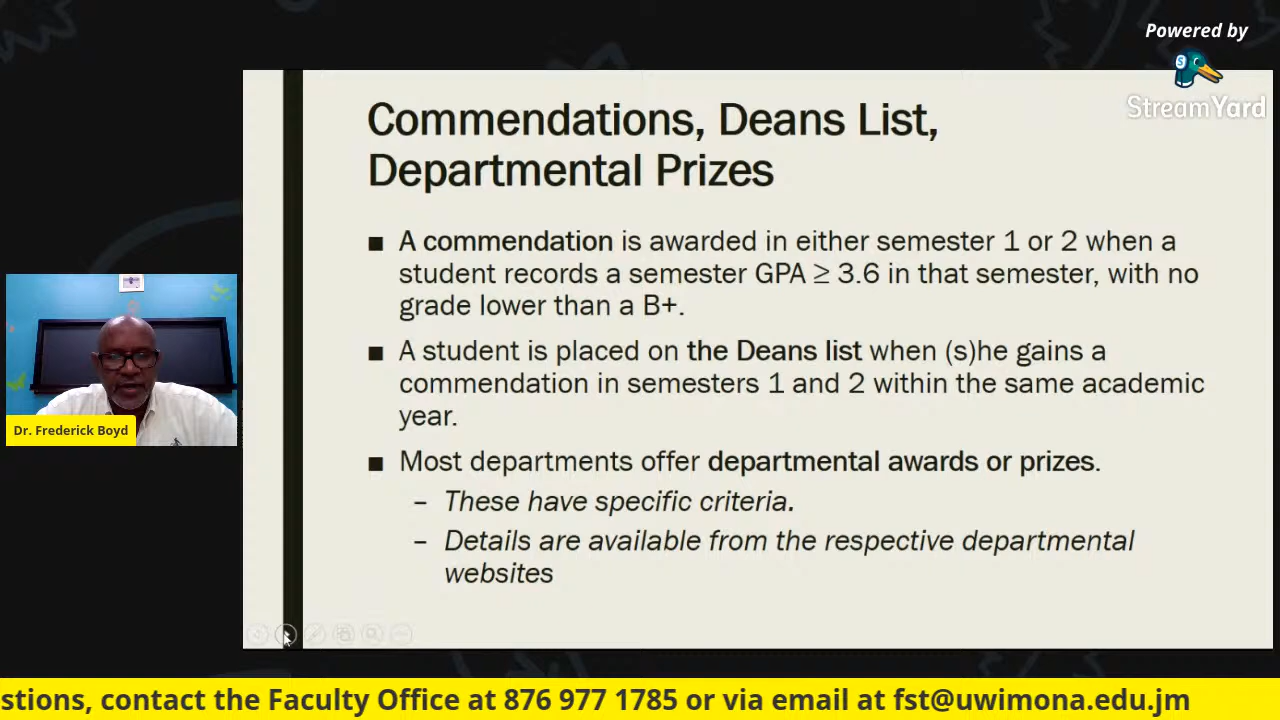 Powered by
StreamYard
Commendations, Deans List,
Departmental Prizes
■ A commendation is awarded in either semester 1 or 2 when a
student records a semester GPA ≥ 3.6 in that semester, with no
grade lower than a B+.
■ A student is placed on the Deans list when (s)he gains a
commendation in semesters 1 and 2 within the same academic
year.
■ Most departments offer departmental awards or prizes.
– These have specific criteria.
– Details are available from the respective departmental
websites
Dr. Frederick Boyd
stions, contact the Faculty Office at 876 977 1785 or via email at fst@uwimona.edu.jm